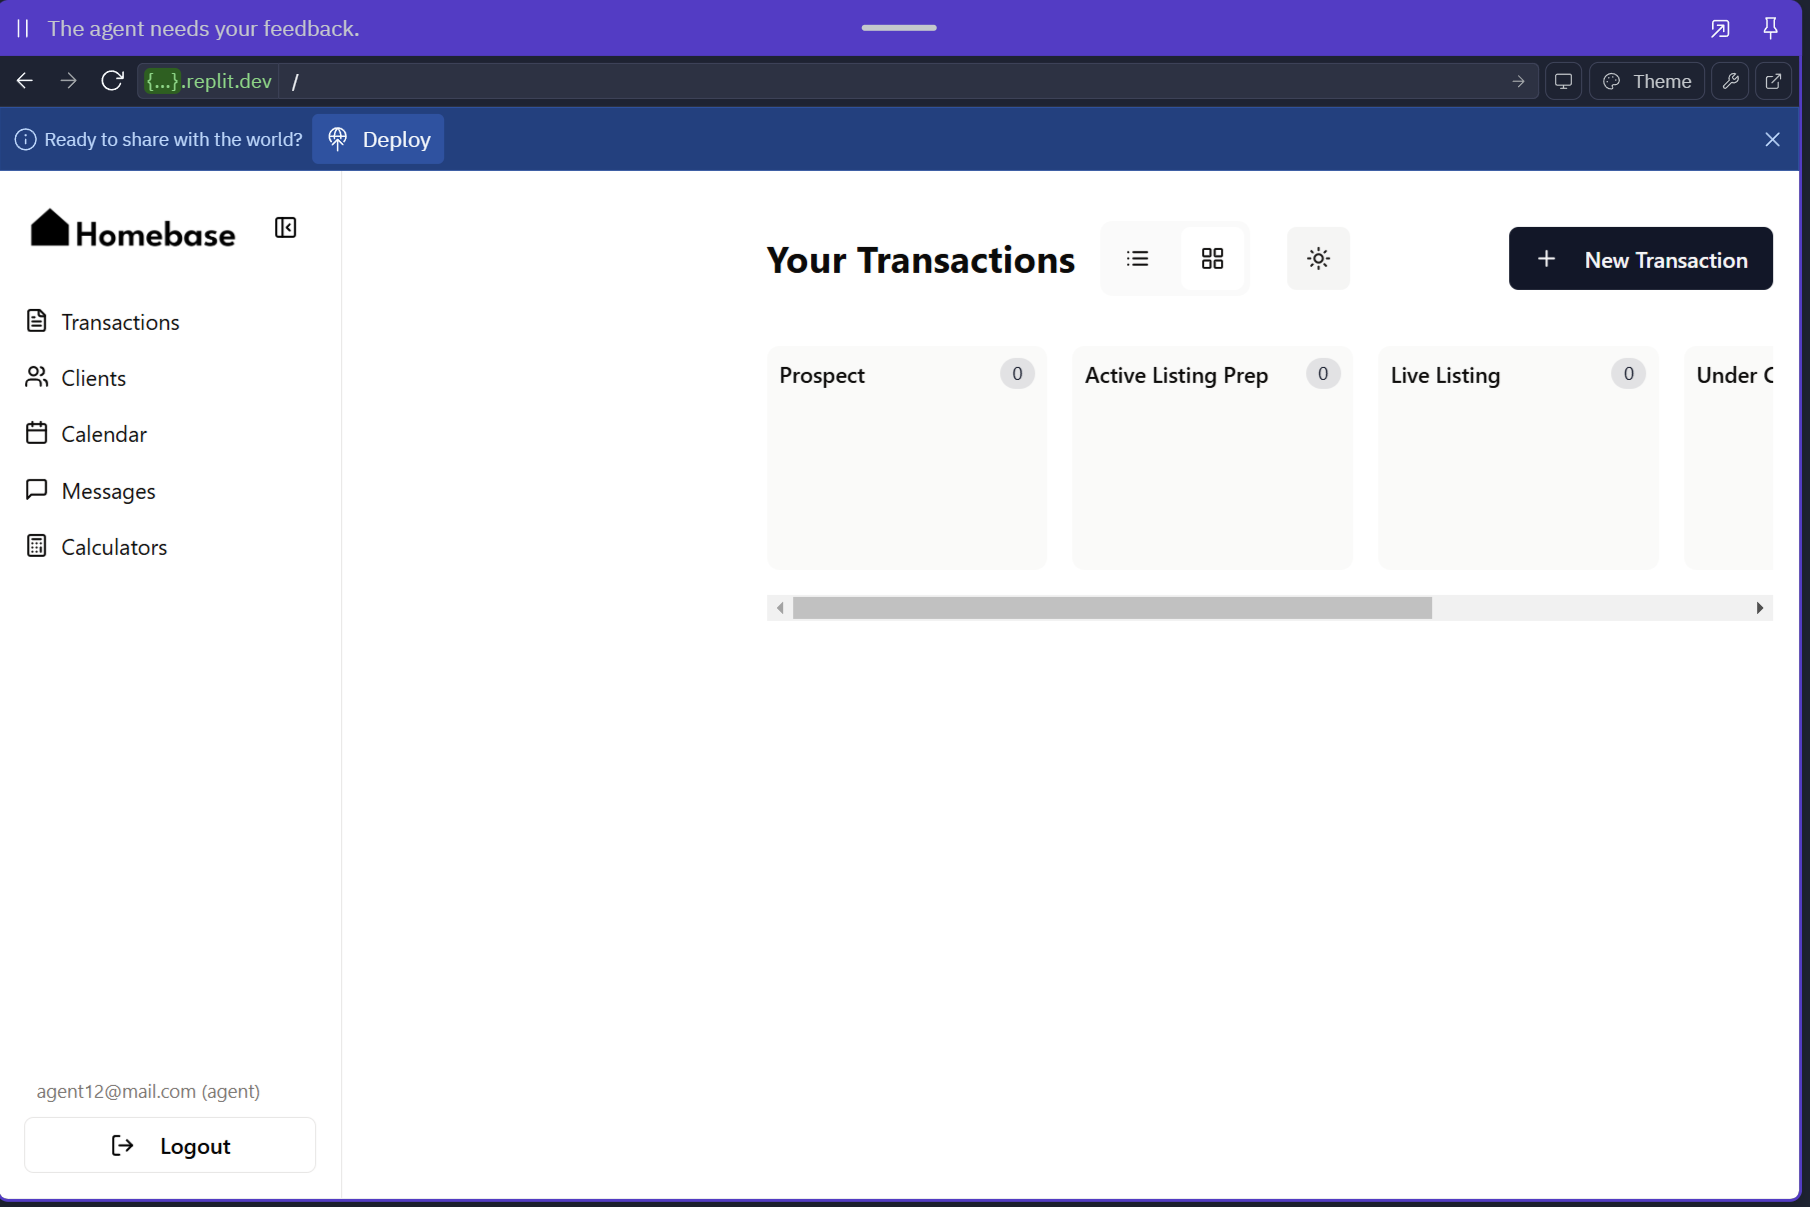 The agent needs your feedback.
{...}.replit.dev /
Theme
Ready to share with the world?
Deploy
Homebase
Transactions
Clients
Calendar
Messages
Calculators
agent12@mail.com (agent)
Logout
Your Transactions
New Transaction
Prospect 0
Active Listing Prep 0
Live Listing 0
Under C